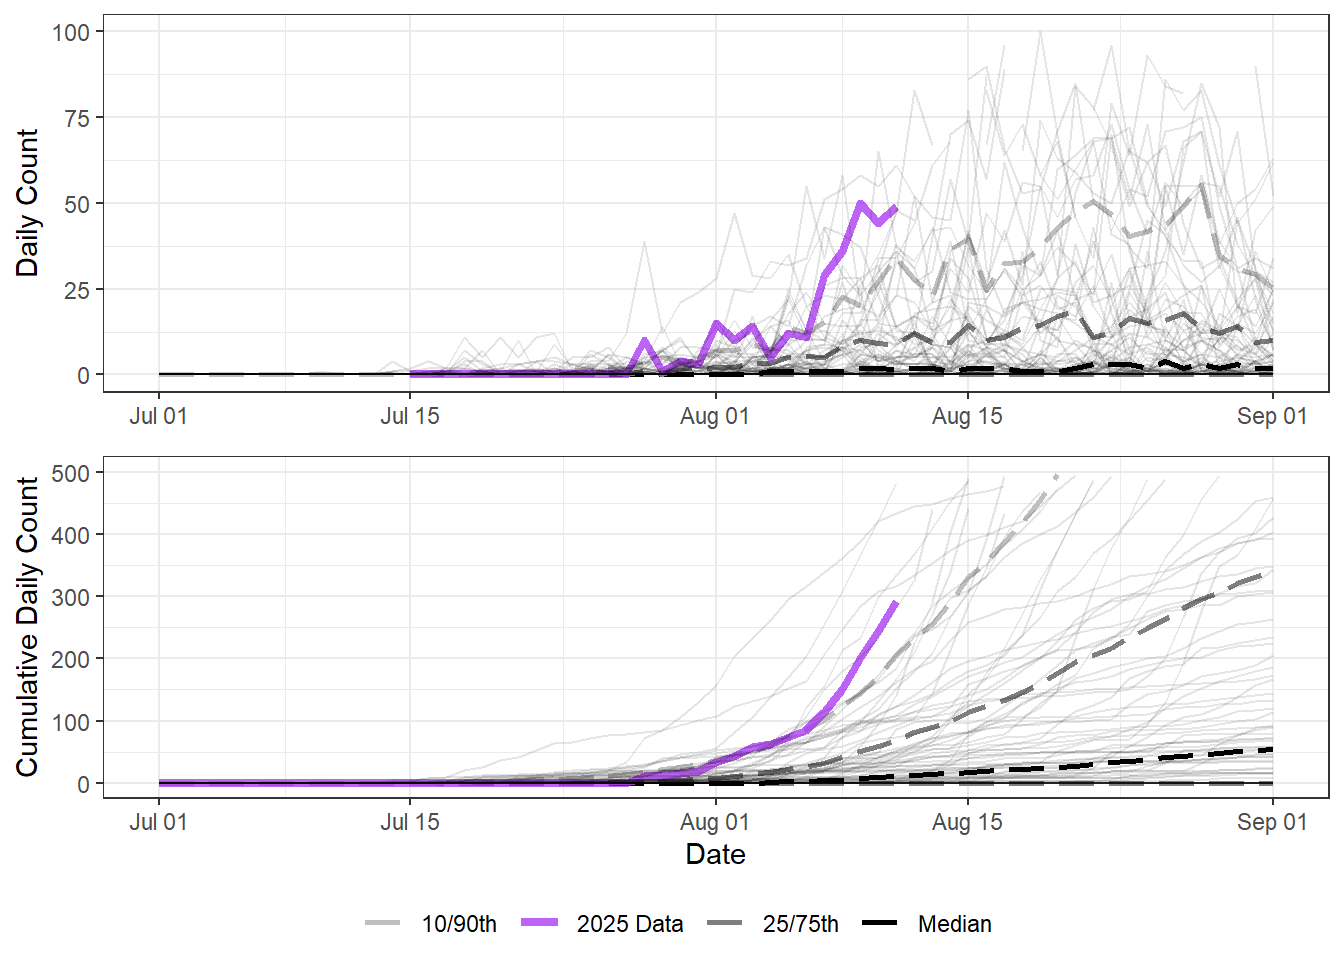 Daily Count
100
75
50
25
0
Jul 01 Jul 15 Aug 01 Aug 15 Sep 01
Cumulative Daily Count
500
400
300
200
100
0
Jul 01 Jul 15 Aug 01 Aug 15 Sep 01
Date
10/90th 2025 Data 25/75th Median